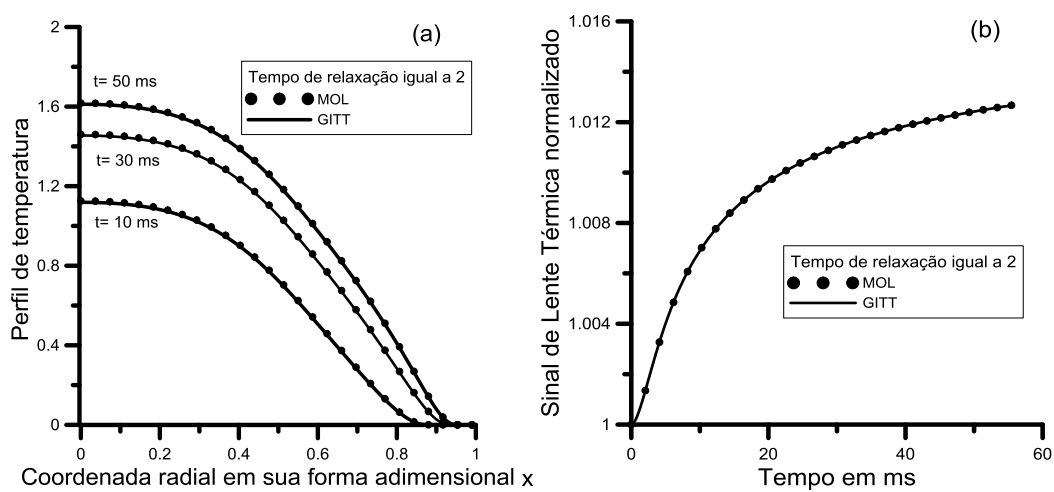 (a)
2
1.6
1.2
0.8
0.4
0
Perfil de temperatura
t= 50 ms
t= 30 ms
t= 10 ms
Tempo de relaxação igual a 2
MOL
GITT
0 0.2 0.4 0.6 0.8 1
Coordenada radial em sua forma adimensional x
(b)
1.016
1.012
1.008
1.004
1
Sinal de Lente Térmica normalizado
Tempo de relaxação igual a 2
MOL
GITT
0 20 40 60
Tempo em ms